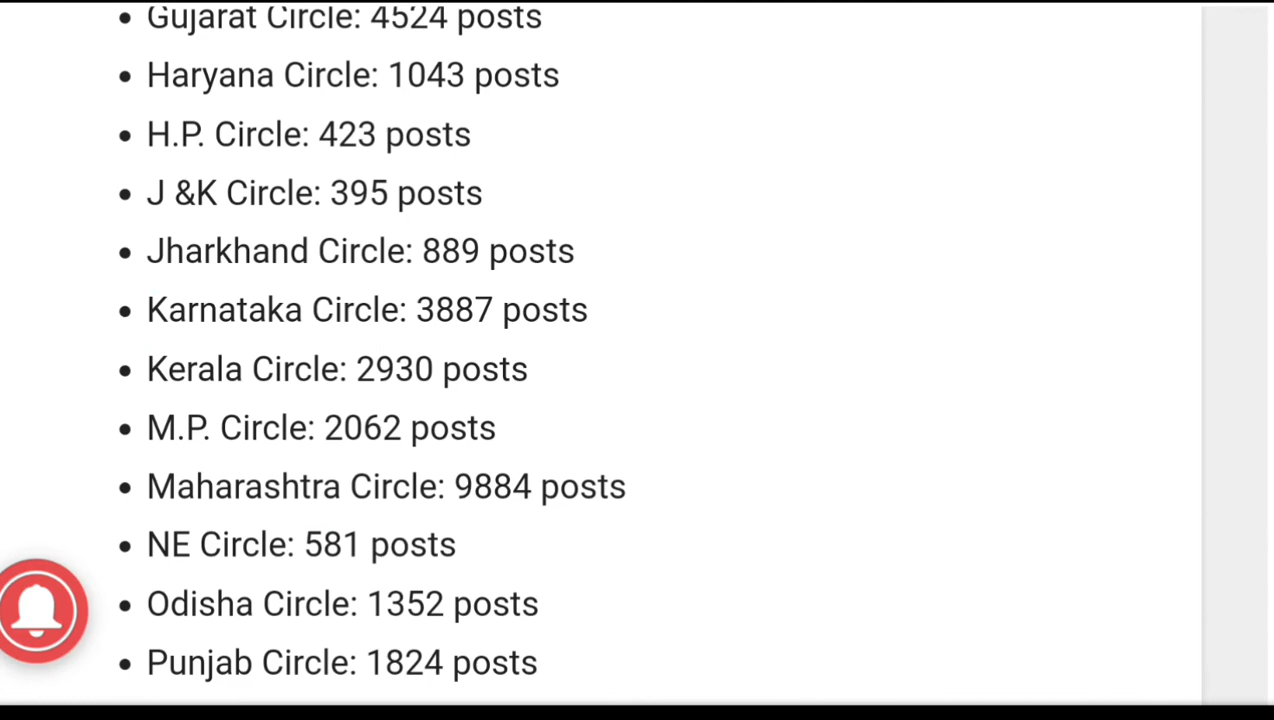 Gujarat Circle: 4524 posts
Haryana Circle: 1043 posts
H.P. Circle: 423 posts
J &K Circle: 395 posts
Jharkhand Circle: 889 posts
Karnataka Circle: 3887 posts
Kerala Circle: 2930 posts
M.P. Circle: 2062 posts
Maharashtra Circle: 9884 posts
NE Circle: 581 posts
Odisha Circle: 1352 posts
Punjab Circle: 1824 posts